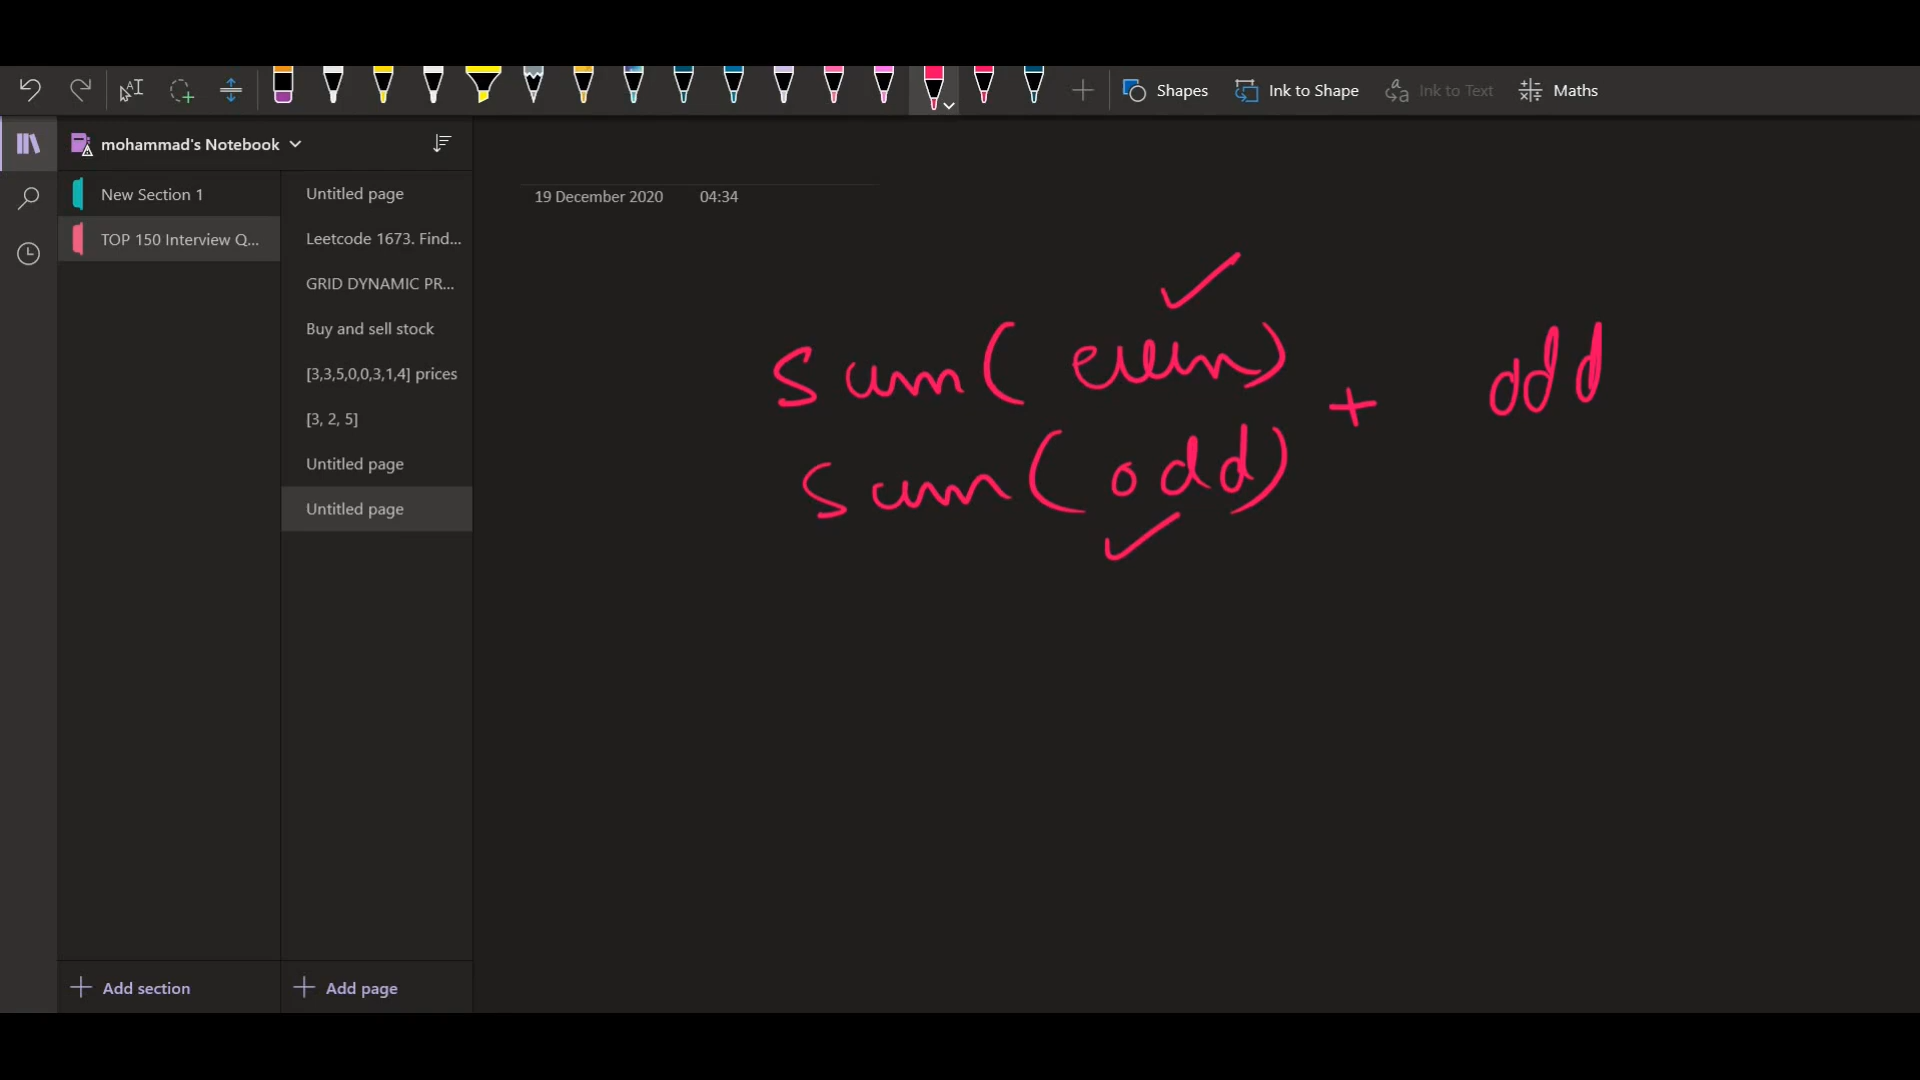 Shapes
Ink to Shape
Ink to Text
Maths
mohammad's Notebook
New Section 1
TOP 150 Interview Q...
Untitled page
Leetcode 1673. Find...
GRID DYNAMIC PR...
Buy and sell stock
[3,3,5,0,0,3,1,4] prices
[3, 2, 5]
Untitled page
Untitled page
Add section
Add page
19 December 2020 04:34
sum( even) + odd
sum( odd)